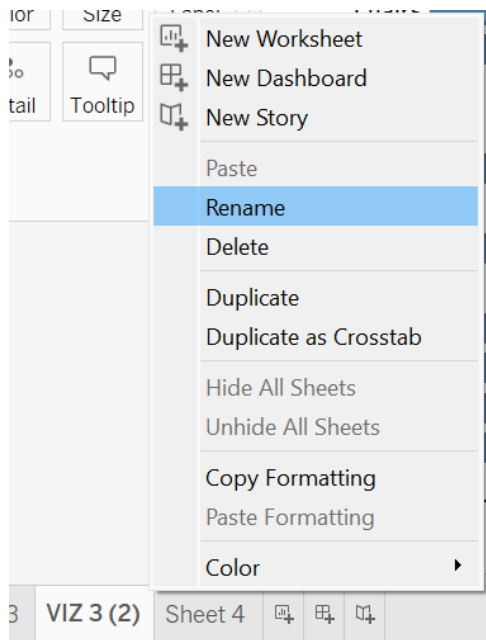 Size
New Worksheet
New Dashboard
Tooltip
New Story
Paste
Rename
Delete
Duplicate
Duplicate as Crosstab
Hide All Sheets
Unhide All Sheets
Copy Formatting
Paste Formatting
Color
3 VIZ 3 (2) Sheet 4